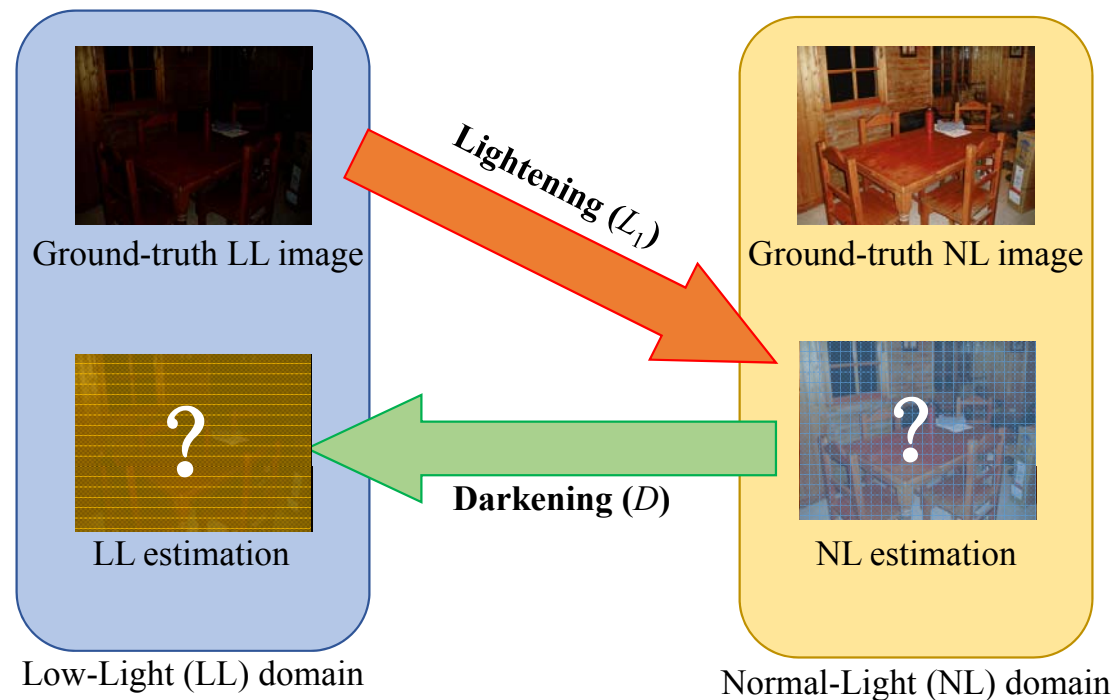 Ground-truth LL image
Ground-truth NL image
Lightening (L₁)
?
?
Darkening (D)
LL estimation
NL estimation
Low-Light (LL) domain
Normal-Light (NL) domain